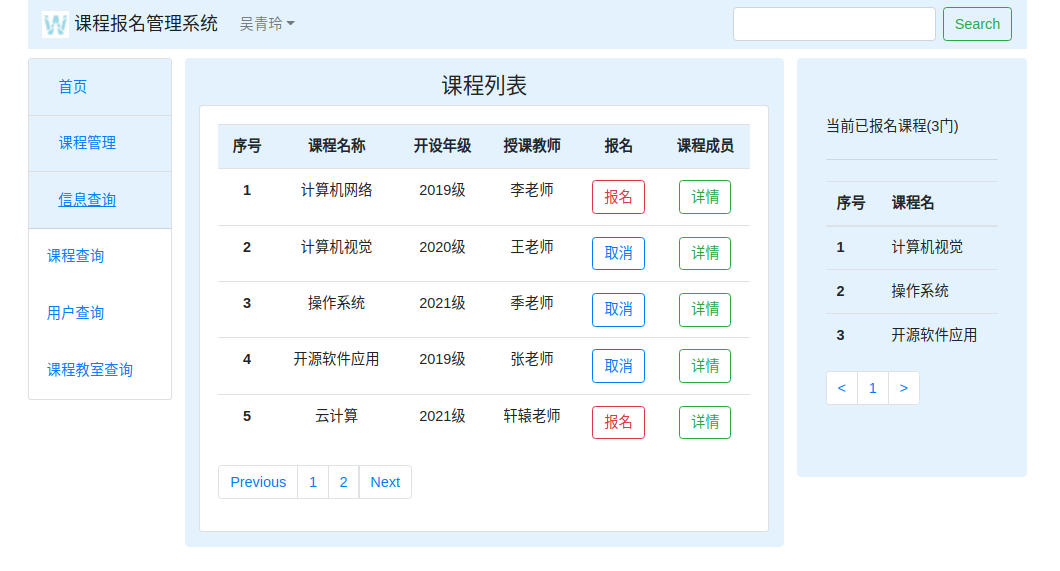 W 课程报名管理系统 吴青玲 Search
首页
课程管理
信息查询
课程查询
用户查询
课程教室查询
课程列表
序号 课程名称 开设年级 授课教师 报名 课程成员
1 计算机网络 2019级 李老师 报名 详情
2 计算机视觉 2020级 王老师 取消 详情
3 操作系统 2021级 季老师 取消 详情
4 开源软件应用 2019级 张老师 取消 详情
5 云计算 2021级 轩辕老师 报名 详情
Previous 1 2 Next
当前已报名课程(3门)
序号 课程名
1 计算机视觉
2 操作系统
3 开源软件应用
< 1 >